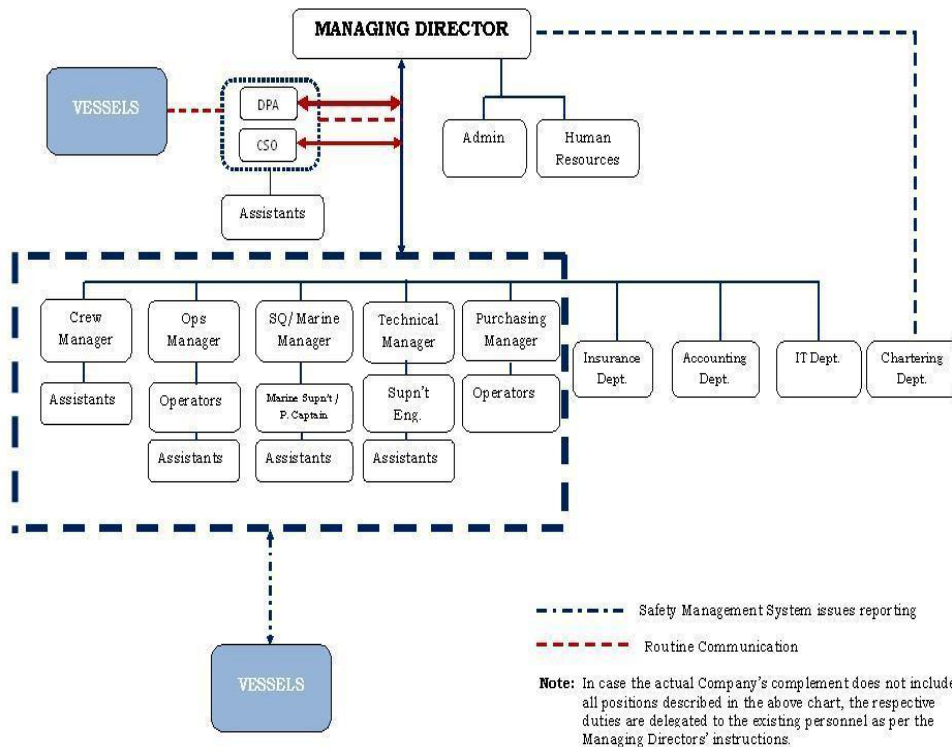 MANAGING DIRECTOR
VESSELS
DPA
CSO
Admin
Human
Resources
Assistants
Crew
Manager
Ops
Manager
SQ/Marine
Manager
Technical
Manager
Purchasing
Manager
Insurance
Dept.
Accounting
Dept.
IT Dept.
Chartering
Dept.
Assistants
Operators
Marine Supn't /
P. Captain
Supn't
Eng.
Operators
Assistants
Assistants
Assistants
VESSELS
Safety Management System issues reporting
Routine Communication
Note: In case the actual Company's complement does not include
all positions described in the above chart, the respective
duties are delegated to the existing personnel as per the
Managing Directors' instructions.